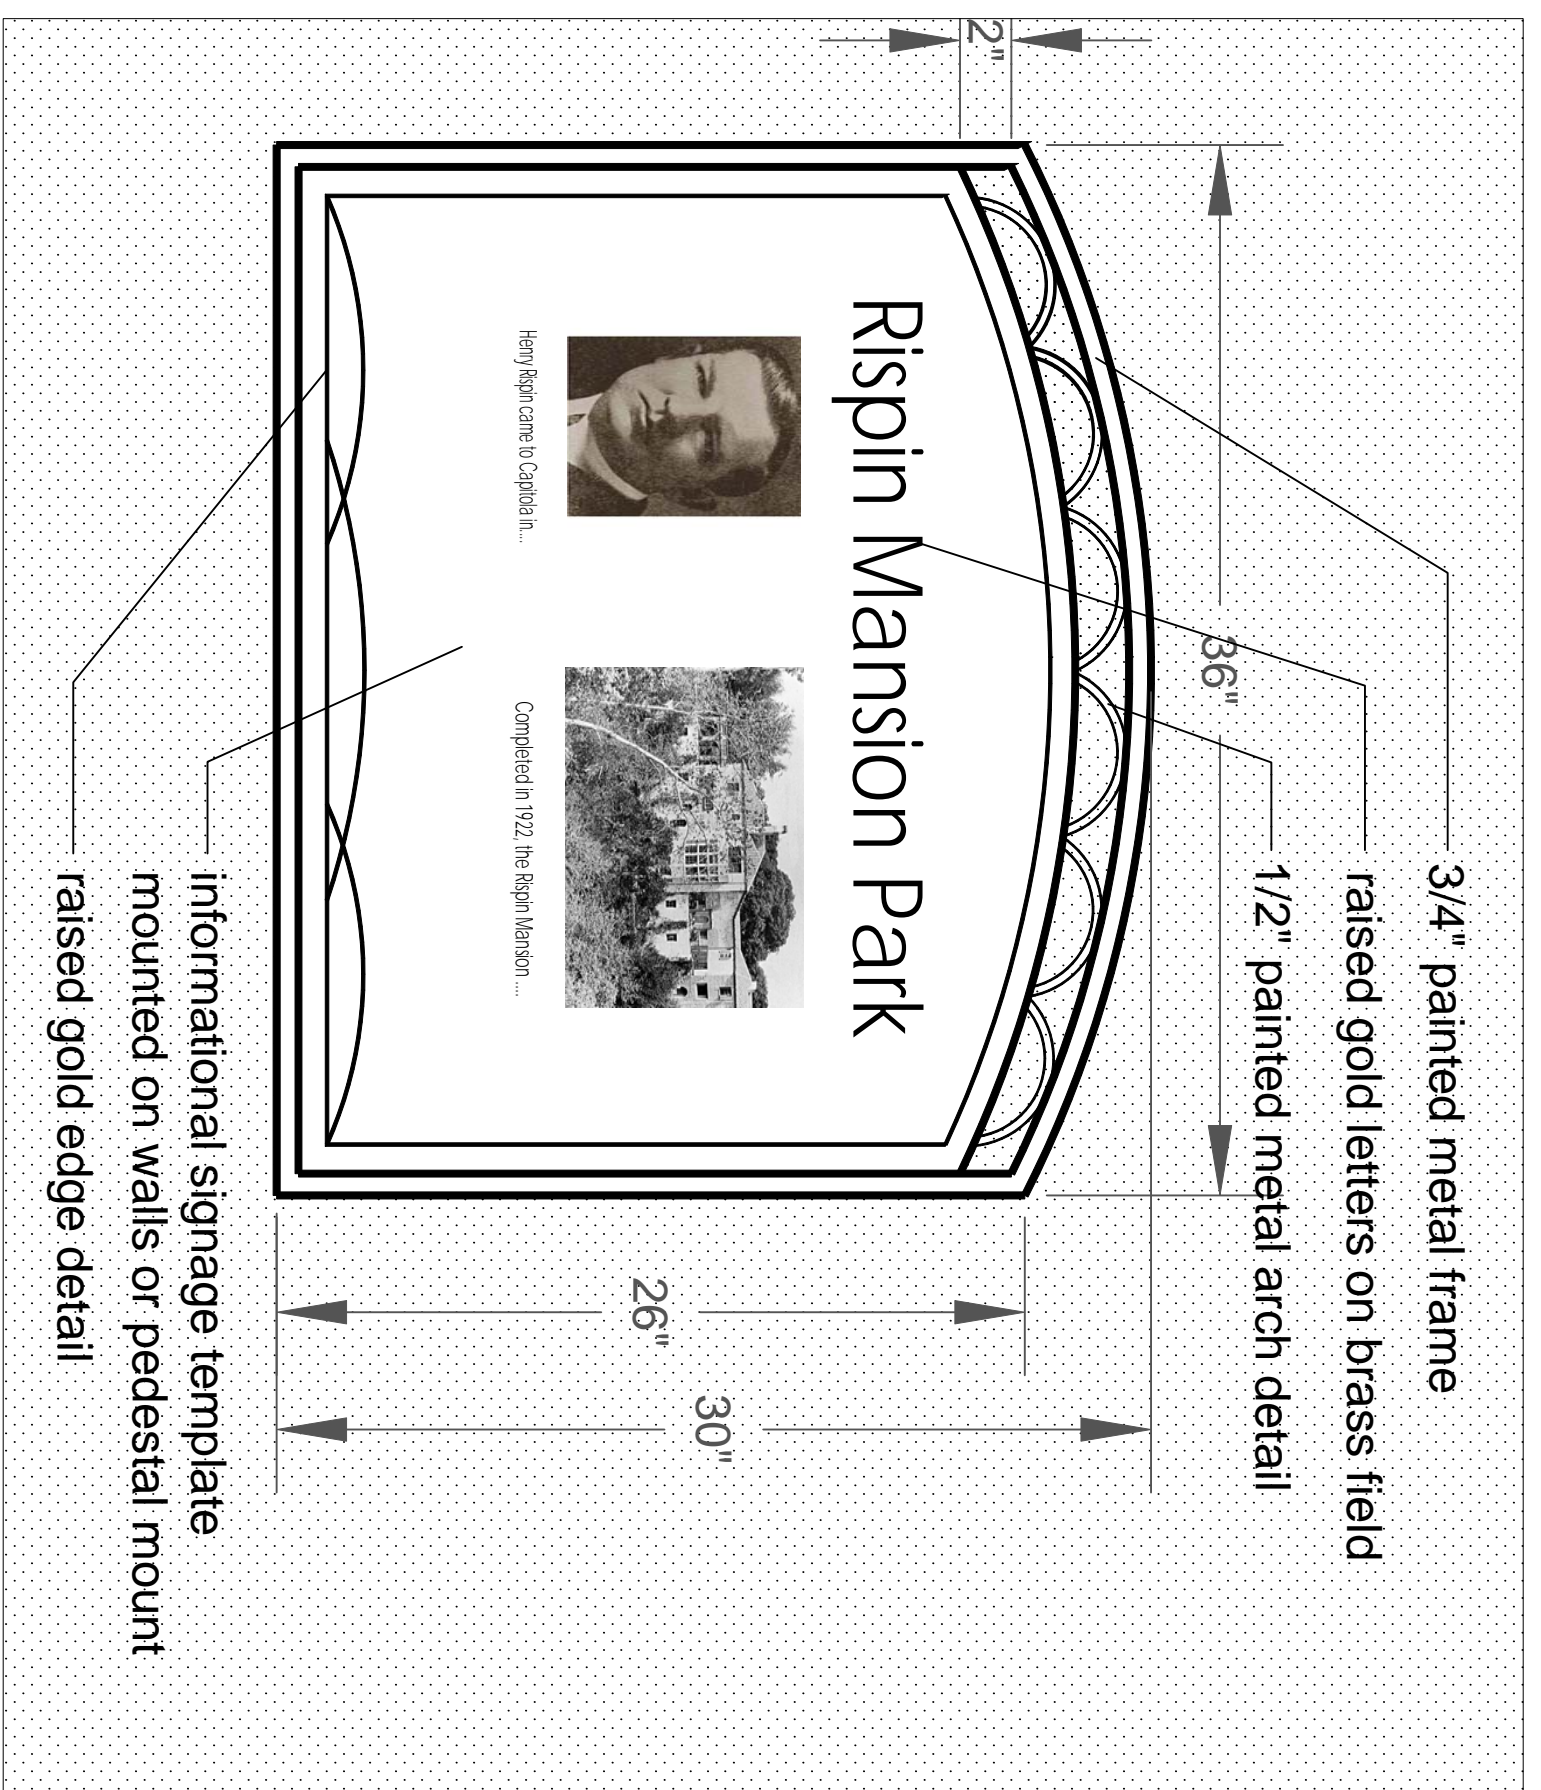 3/4" painted metal frame
raised gold letters on brass field
1/2" painted metal arch detail
36"
2"
Rispin Mansion Park
Henry Rispin came to Capitola in....
Completed in 1922, the Rispin Mansion ....
26"
30"
informational signage template
mounted on walls or pedestal mount
raised gold edge detail